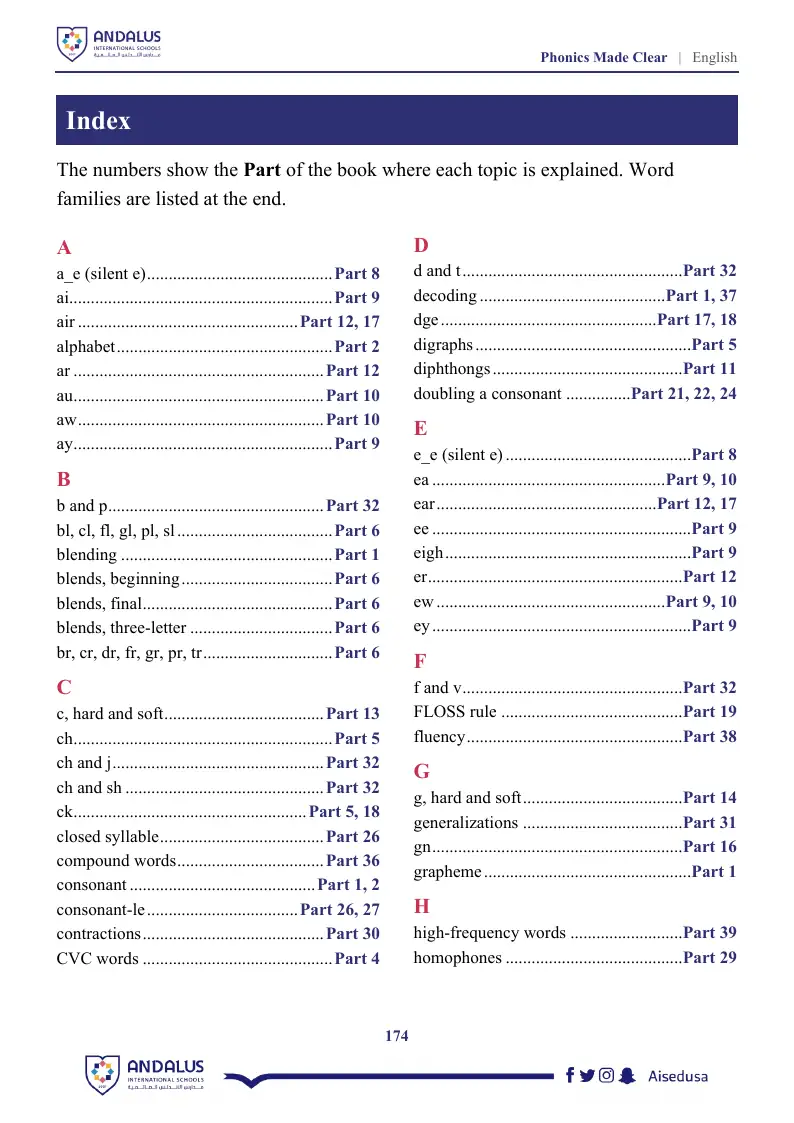 ANDALUS
INTERNATIONAL SCHOOLS
مدارس الأندلس العالمية
Phonics Made Clear | English
Index
The numbers show the Part of the book where each topic is explained. Word
families are listed at the end.
A
a_e (silent e)...........................................Part 8
ai.............................................................Part 9
air ...................................................Part 12, 17
alphabet..................................................Part 2
ar ..........................................................Part 12
au..........................................................Part 10
aw.........................................................Part 10
ay............................................................Part 9
B
b and p..................................................Part 32
bl, cl, fl, gl, pl, sl....................................Part 6
blending .................................................Part 1
blends, beginning...................................Part 6
blends, final............................................Part 6
blends, three-letter .................................Part 6
br, cr, dr, fr, gr, pr, tr..............................Part 6
C
c, hard and soft.....................................Part 13
ch............................................................Part 5
ch and j.................................................Part 32
ch and sh ..............................................Part 32
ck......................................................Part 5, 18
closed syllable......................................Part 26
compound words..................................Part 36
consonant ...........................................Part 1, 2
consonant-le...................................Part 26, 27
contractions..........................................Part 30
CVC words ............................................Part 4
D
d and t...................................................Part 32
decoding ...........................................Part 1, 37
dge ..................................................Part 17, 18
digraphs ..................................................Part 5
diphthongs ............................................Part 11
doubling a consonant ...............Part 21, 22, 24
E
e_e (silent e) ...........................................Part 8
ea ......................................................Part 9, 10
ear...................................................Part 12, 17
ee ............................................................Part 9
eigh.........................................................Part 9
er...........................................................Part 12
ew .....................................................Part 9, 10
ey ............................................................Part 9
F
f and v...................................................Part 32
FLOSS rule ..........................................Part 19
fluency..................................................Part 38
G
g, hard and soft.....................................Part 14
generalizations .....................................Part 31
gn..........................................................Part 16
grapheme ................................................Part 1
H
high-frequency words ..........................Part 39
homophones .........................................Part 29
174
ANDALUS
INTERNATIONAL SCHOOLS
مدارس الأندلس العالمية
Aisedusa